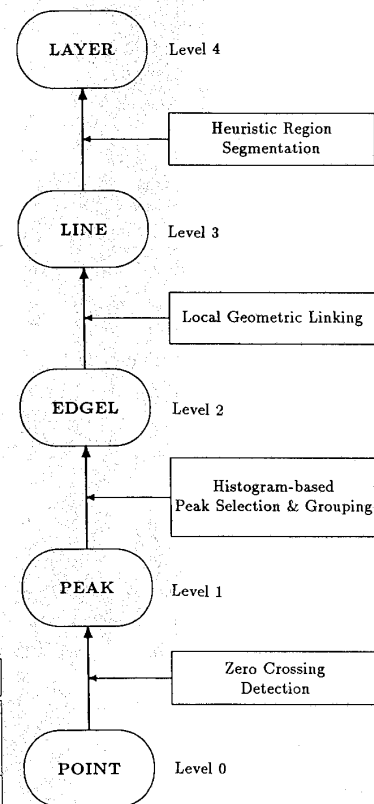 LAYER
Level 4
Heuristic Region
Segmentation
LINE
Level 3
Local Geometric Linking
EDGEL
Level 2
Histogram-based
Peak Selection & Grouping
PEAK
Level 1
Zero Crossing
Detection
POINT
Level 0